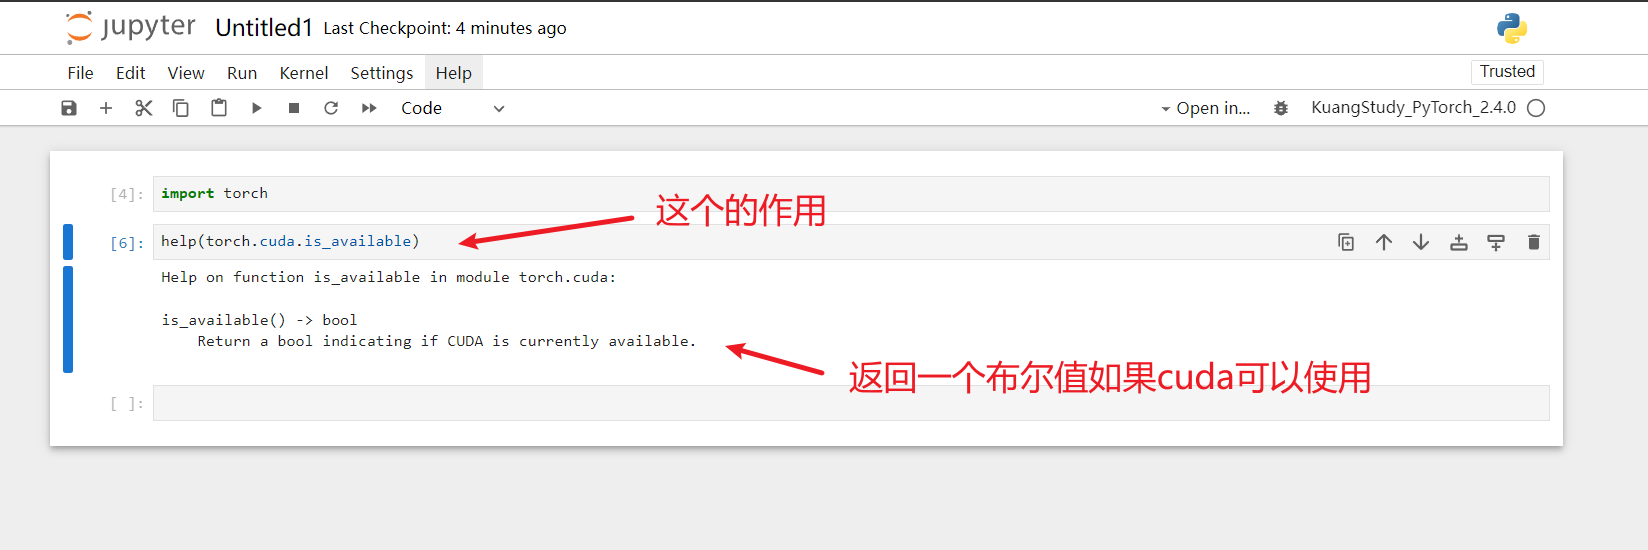 jupyter Untitled1 Last Checkpoint: 4 minutes ago
File Edit View Run Kernel Settings Help Trusted
Code Open in... KuangStudy_PyTorch_2.4.0
[4]: import torch
这个的作用
[6]: help(torch.cuda.is_available)
Help on function is_available in module torch.cuda:
is_available() -> bool
Return a bool indicating if CUDA is currently available.
返回一个布尔值如果cuda可以使用
[ ]: